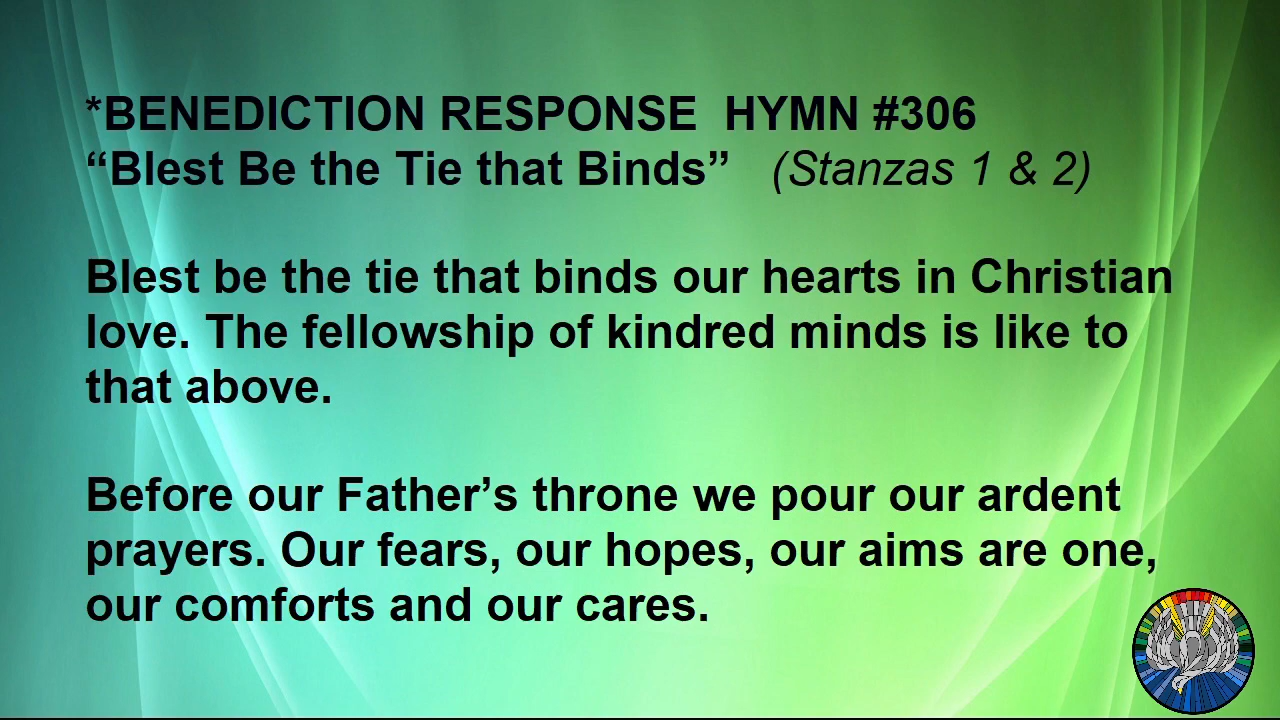 *BENEDICTION RESPONSE  HYMN #306
“Blest Be the Tie that Binds”   (Stanzas 1 & 2)
Blest be the tie that binds our hearts in Christian
love. The fellowship of kindred minds is like to
that above.
Before our Father’s throne we pour our ardent
prayers. Our fears, our hopes, our aims are one,
our comforts and our cares.